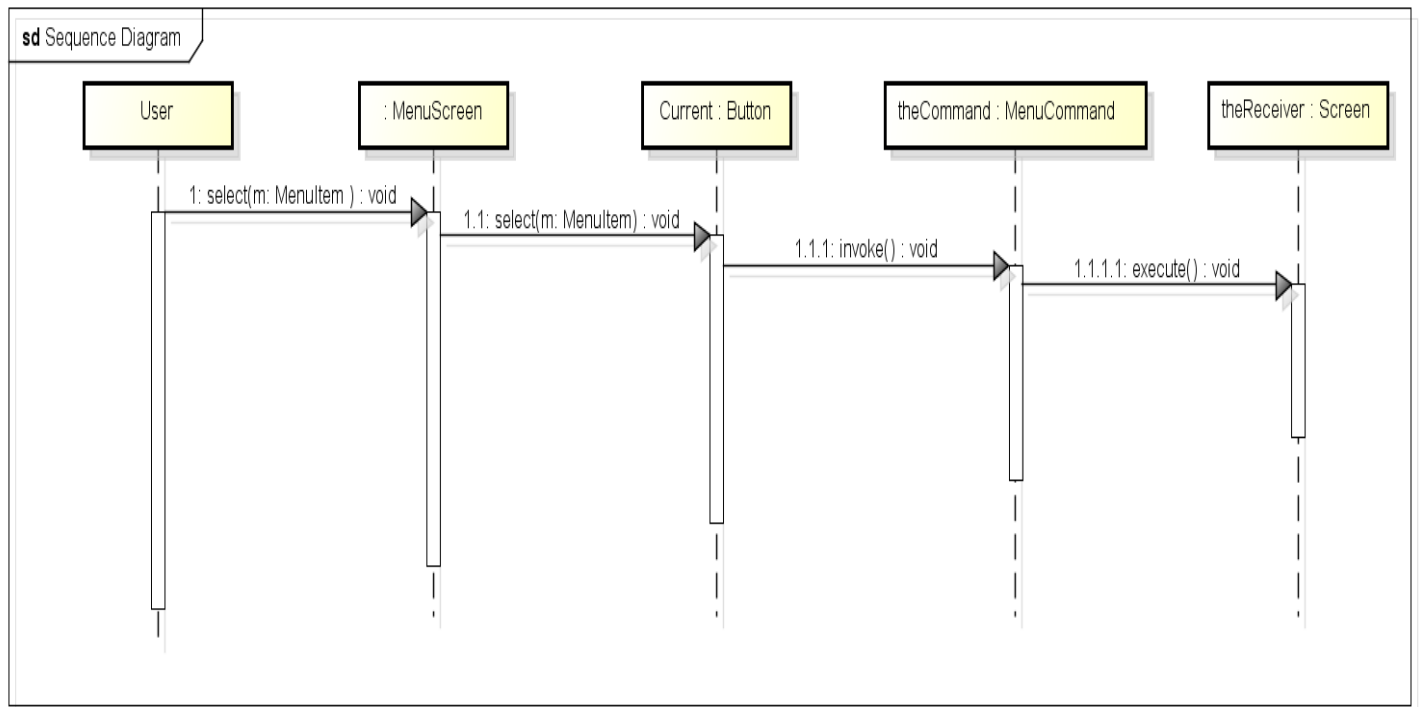 sd Sequence Diagram
User
: MenuScreen
Current : Button
theCommand : MenuCommand
theReceiver : Screen
1: select(m: MenuItem ) : void
1.1: select(m: MenuItem) : void
1.1.1: invoke() : void
1.1.1.1: execute() : void